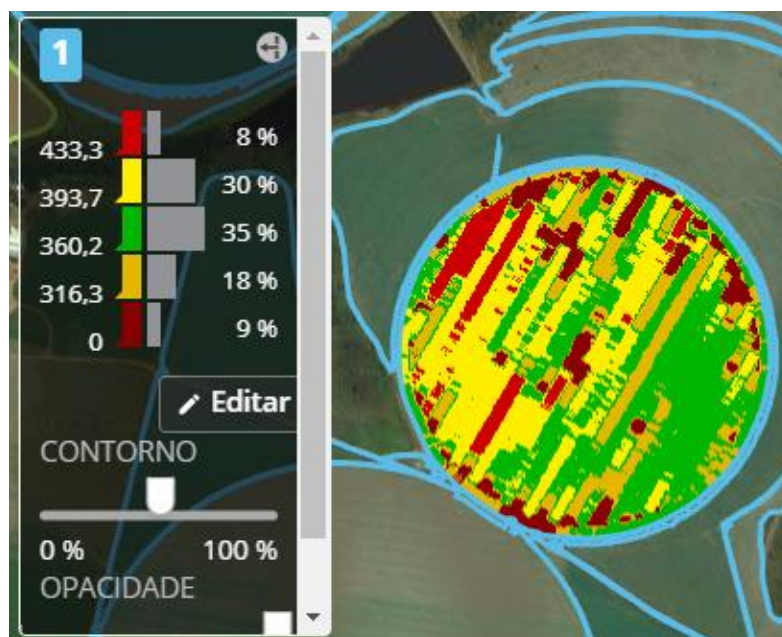 1
8 %
433,3
30 %
393,7
35 %
360,2
18 %
316,3
9 %
0
Editar
CONTORNO
0 % 100 %
OPACIDADE